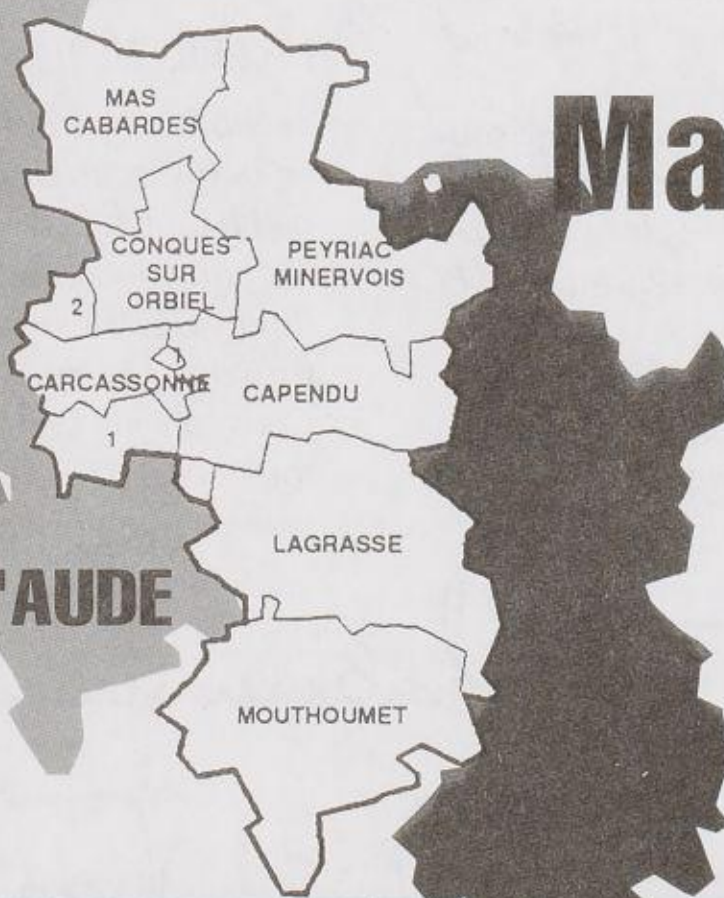 MAS
CABARDES
Ma
CONQUES
SUR
ORBIEL
PEYRIAC
MINERVOIS
2
CARCASSONNE
CAPENDU
1
LAGRASSE
'AUDE
MOUTHOUMET